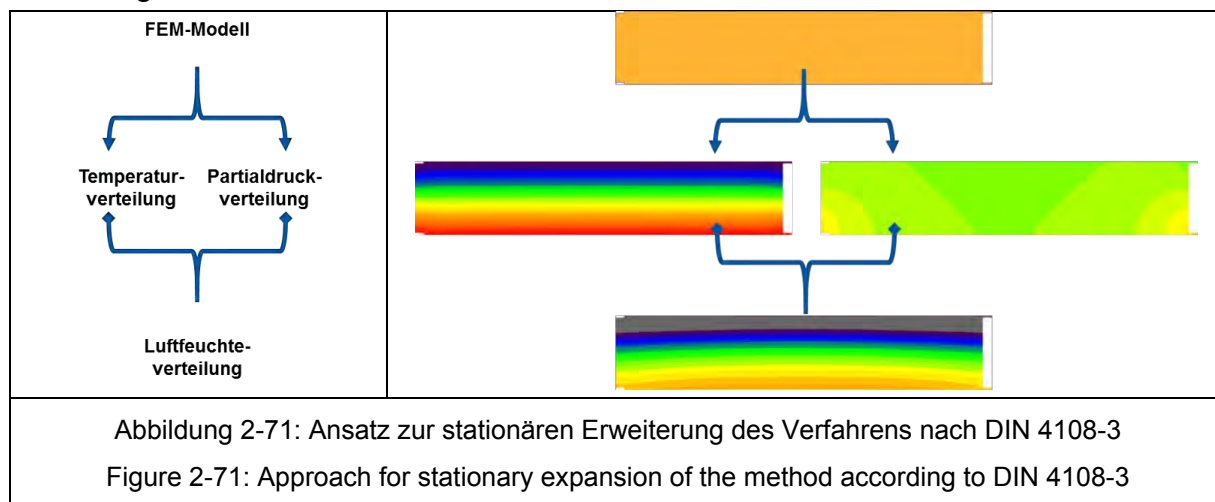 FEM-Modell
Temperatur-
verteilung
Partialdruck-
verteilung
Luftfeuchte-
verteilung
Abbildung 2-71: Ansatz zur stationären Erweiterung des Verfahrens nach DIN 4108-3
Figure 2-71: Approach for stationary expansion of the method according to DIN 4108-3